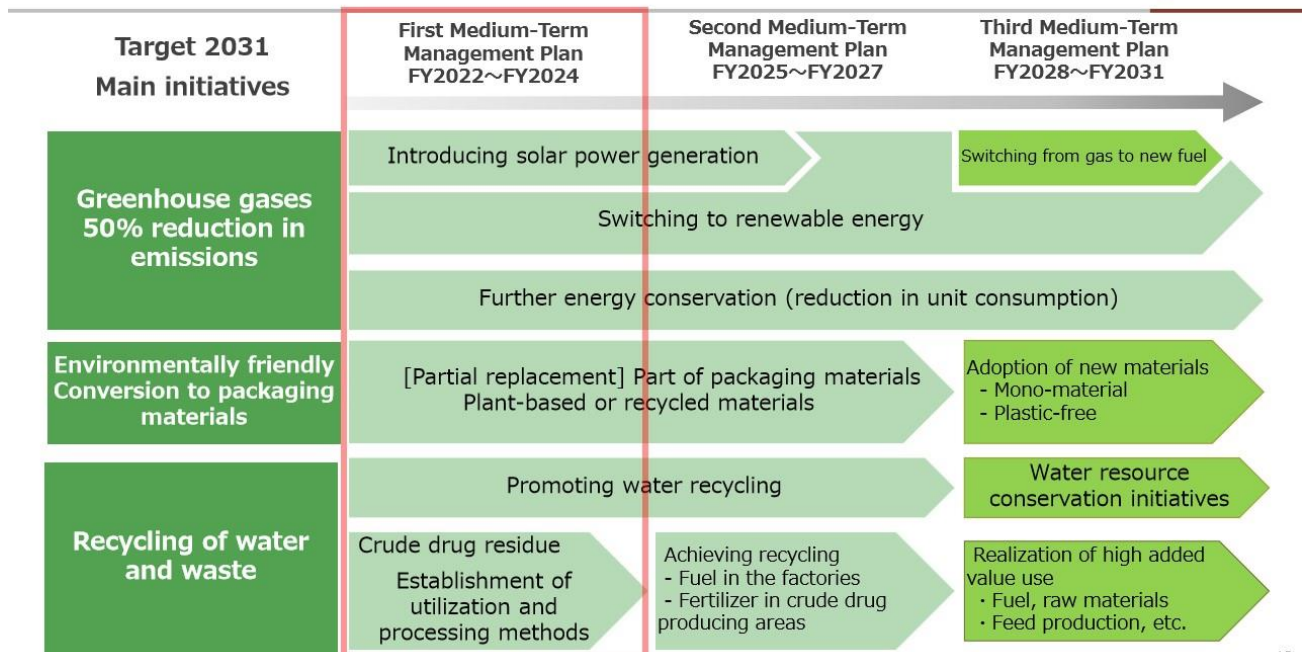 Target 2031
Main initiatives
First Medium-Term
Management Plan
FY2022～FY2024
Second Medium-Term
Management Plan
FY2025～FY2027
Third Medium-Term
Management Plan
FY2028～FY2031
Greenhouse gases
50% reduction in
emissions
Introducing solar power generation
Switching from gas to new fuel
Switching to renewable energy
Further energy conservation (reduction in unit consumption)
Environmentally friendly
Conversion to packaging
materials
[Partial replacement] Part of packaging materials
Plant-based or recycled materials
Adoption of new materials
- Mono-material
- Plastic-free
Recycling of water
and waste
Promoting water recycling
Water resource
conservation initiatives
Crude drug residue
Establishment of
utilization and
processing methods
Achieving recycling
- Fuel in the factories
- Fertilizer in crude drug
producing areas
Realization of high added
value use
・Fuel, raw materials
・Feed production, etc.